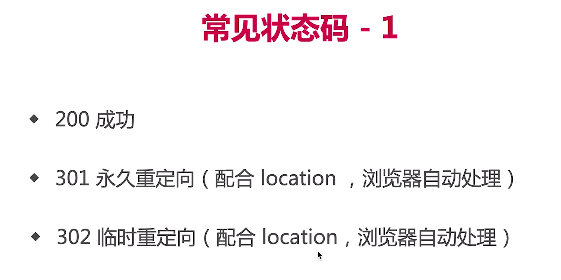 常见状态码 - 1
◆ 200 成功
◆ 301 永久重定向（配合 location ，浏览器自动处理）
◆ 302 临时重定向（配合 location，浏览器自动处理）